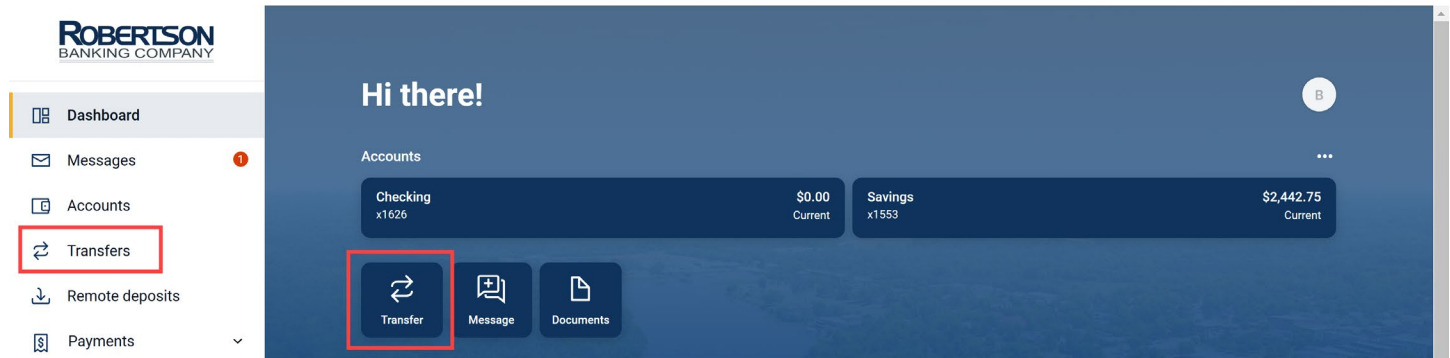 ROBERTSON
BANKING COMPANY
Dashboard
Messages 1
Accounts
Transfers
Remote deposits
Payments
Hi there!
B
Accounts
Checking $0.00
x1626 Current
Savings $2,442.75
x1553 Current
Transfer
Message
Documents